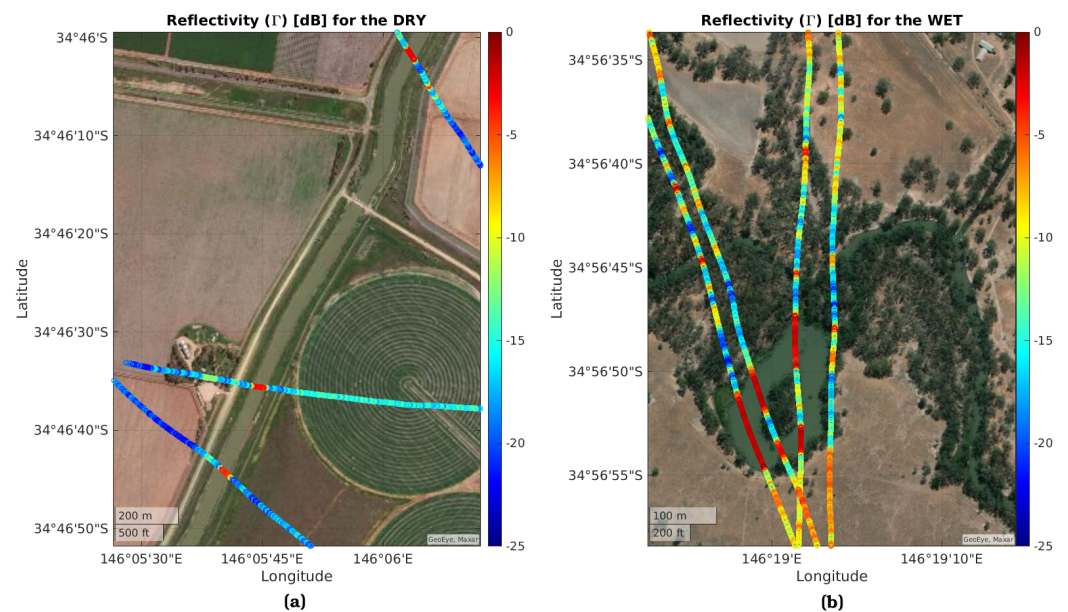 Reflectivity (Γ) [dB] for the DRY
34°46'S
34°46'10"S
34°46'20"S
34°46'30"S
34°46'40"S
34°46'50"S
Latitude
200 m
500 ft
GeoEye, Maxar
146°05'30"E
146°05'45"E
146°06'E
Longitude
0
-5
-10
-15
-20
-25
(a)
Reflectivity (Γ) [dB] for the WET
34°56'35"S
34°56'40"S
34°56'45"S
34°56'50"S
34°56'55"S
Latitude
100 m
200 ft
GeoEye, Maxar
146°19'E
146°19'10"E
Longitude
0
-5
-10
-15
-20
-25
(b)